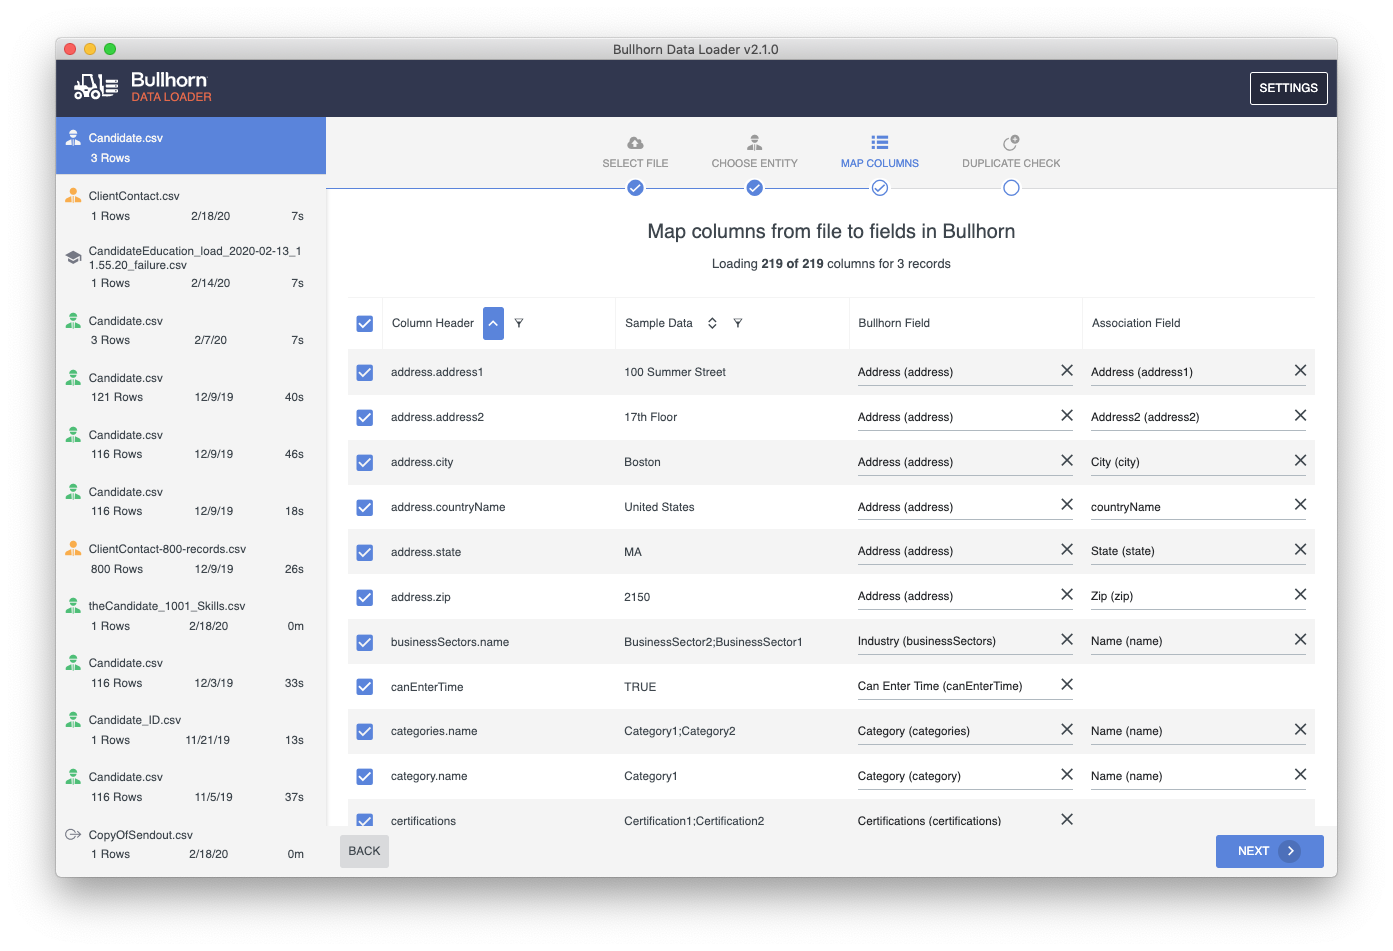 Bullhorn Data Loader v2.1.0
Bullhorn
DATA LOADER
SETTINGS
Candidate.csv
3 Rows
ClientContact.csv
1 Rows 2/18/20 7s
CandidateEducation_load_2020-02-13_1
1.55.20_failure.csv
1 Rows 2/14/20 7s
Candidate.csv
3 Rows 2/7/20 7s
Candidate.csv
121 Rows 12/9/19 40s
Candidate.csv
116 Rows 12/9/19 46s
Candidate.csv
116 Rows 12/9/19 18s
ClientContact-800-records.csv
800 Rows 12/9/19 26s
theCandidate_1001_Skills.csv
1 Rows 2/18/20 0m
Candidate.csv
116 Rows 12/3/19 33s
Candidate_ID.csv
1 Rows 11/21/19 13s
Candidate.csv
116 Rows 11/5/19 37s
CopyOfSendout.csv
1 Rows 2/18/20 0m
SELECT FILE CHOOSE ENTITY MAP COLUMNS DUPLICATE CHECK
Map columns from file to fields in Bullhorn
Loading 219 of 219 columns for 3 records
Column Header Sample Data Bullhorn Field Association Field
address.address1 100 Summer Street Address (address) Address (address1)
address.address2 17th Floor Address (address) Address2 (address2)
address.city Boston Address (address) City (city)
address.countryName United States Address (address) countryName
address.state MA Address (address) State (state)
address.zip 2150 Address (address) Zip (zip)
businessSectors.name BusinessSector2;BusinessSector1 Industry (businessSectors) Name (name)
canEnterTime TRUE Can Enter Time (canEnterTime)
categories.name Category1;Category2 Category (categories) Name (name)
category.name Category1 Category (category) Name (name)
certifications Certification1;Certification2 Certifications (certifications)
BACK NEXT